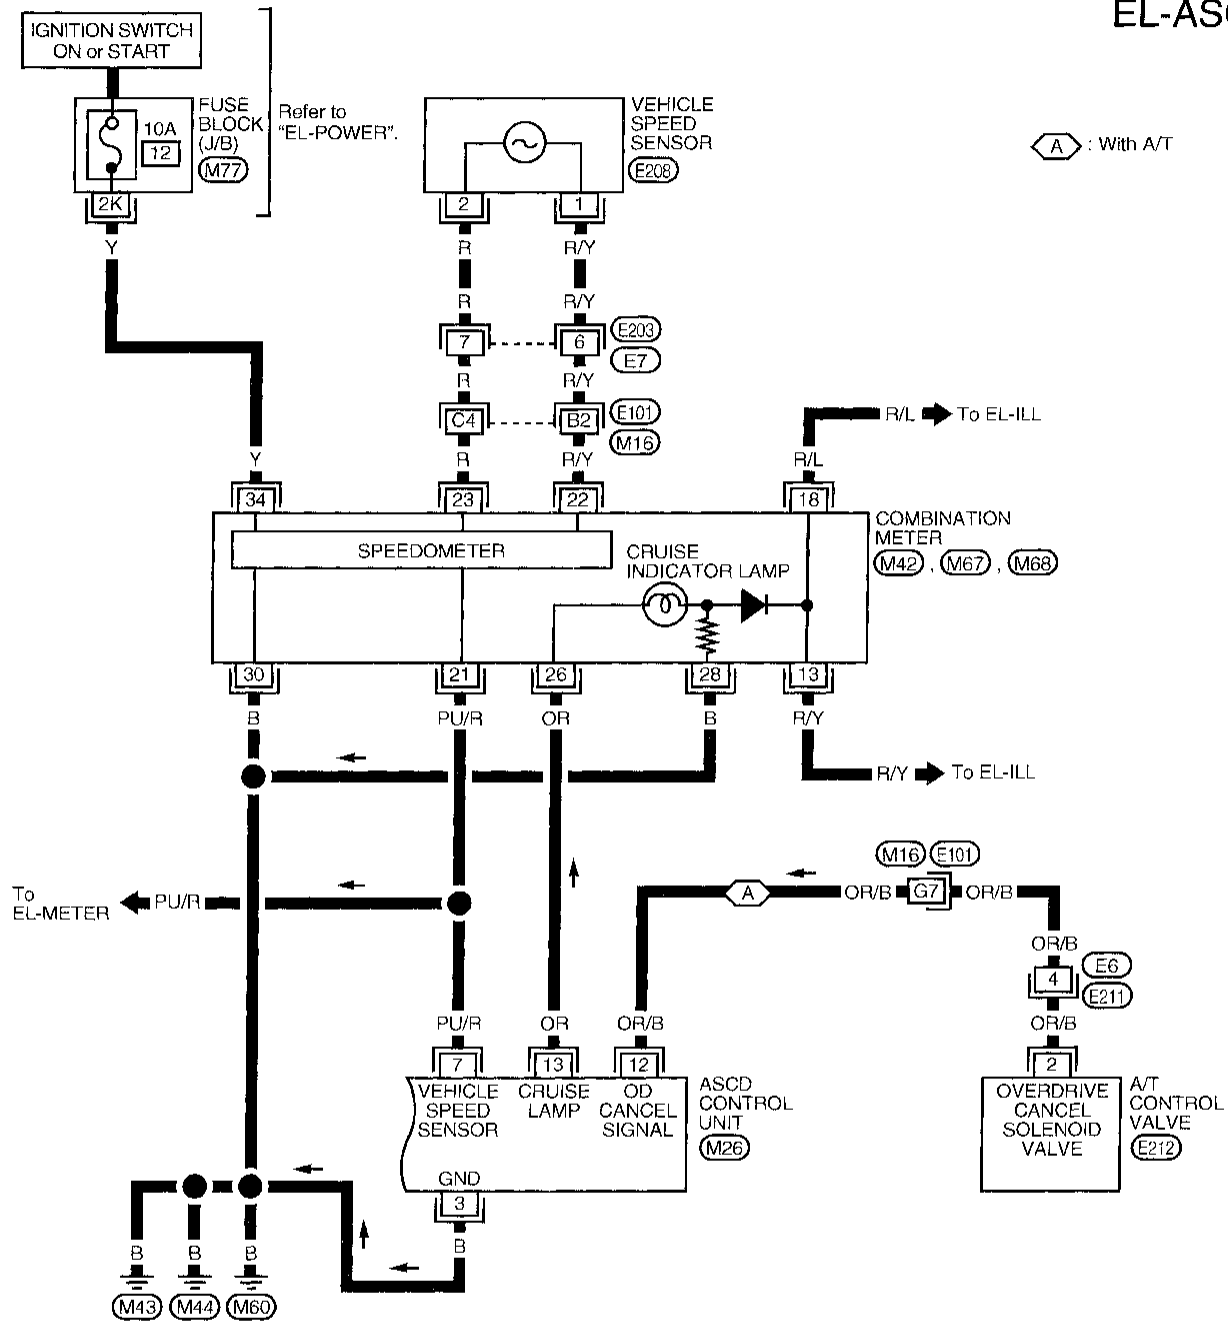 EL-ASC
IGNITION SWITCH
ON or START
FUSE
BLOCK
(J/B)
M77
10A
12
2K
Refer to
"EL-POWER".
VEHICLE
SPEED
SENSOR
E208
A : With A/T
2 1
Y
R R/Y
R R/Y
7 6
E203
E7
R R/Y
C4 B2
E101
M16
R/L To EL-ILL
Y R R/Y R/L
34 23 22 18
SPEEDOMETER
COMBINATION
METER
M42 , M67 , M68
CRUISE
INDICATOR LAMP
30 21 26 28 13
B PU/R OR B R/Y
R/Y To EL-ILL
M16 E101
To
EL-METER
PU/R
A OR/B G7 OR/B
OR/B
4
E6
E211
PU/R OR OR/B OR/B
7 13 12 2
VEHICLE
SPEED
SENSOR
CRUISE
LAMP
OD
CANCEL
SIGNAL
ASCD
CONTROL
UNIT
M26
OVERDRIVE
CANCEL
SOLENOID
VALVE
A/T
CONTROL
VALVE
E212
GND
3
B
B B B
M43 M44 M60